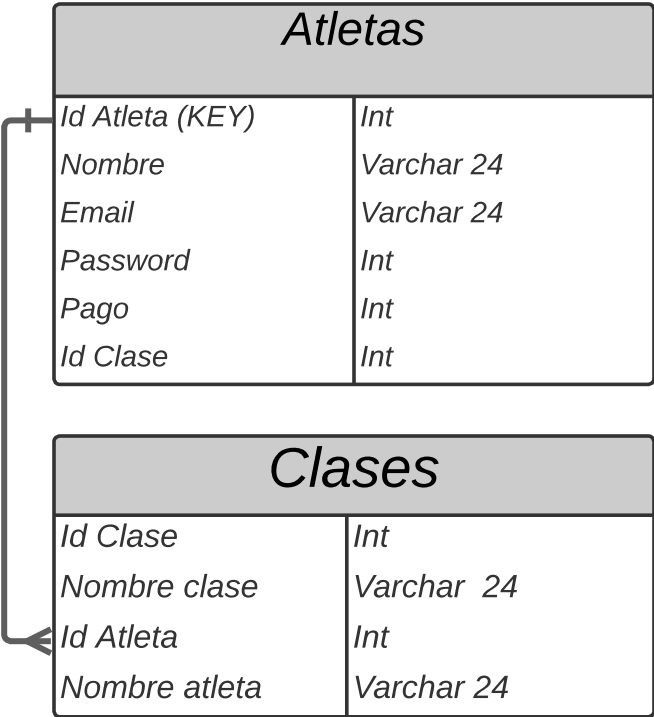 Atletas
Id Atleta (KEY) Int
Nombre Varchar 24
Email Varchar 24
Password Int
Pago Int
Id Clase Int
Clases
Id Clase Int
Nombre clase Varchar  24
Id Atleta Int
Nombre atleta Varchar 24